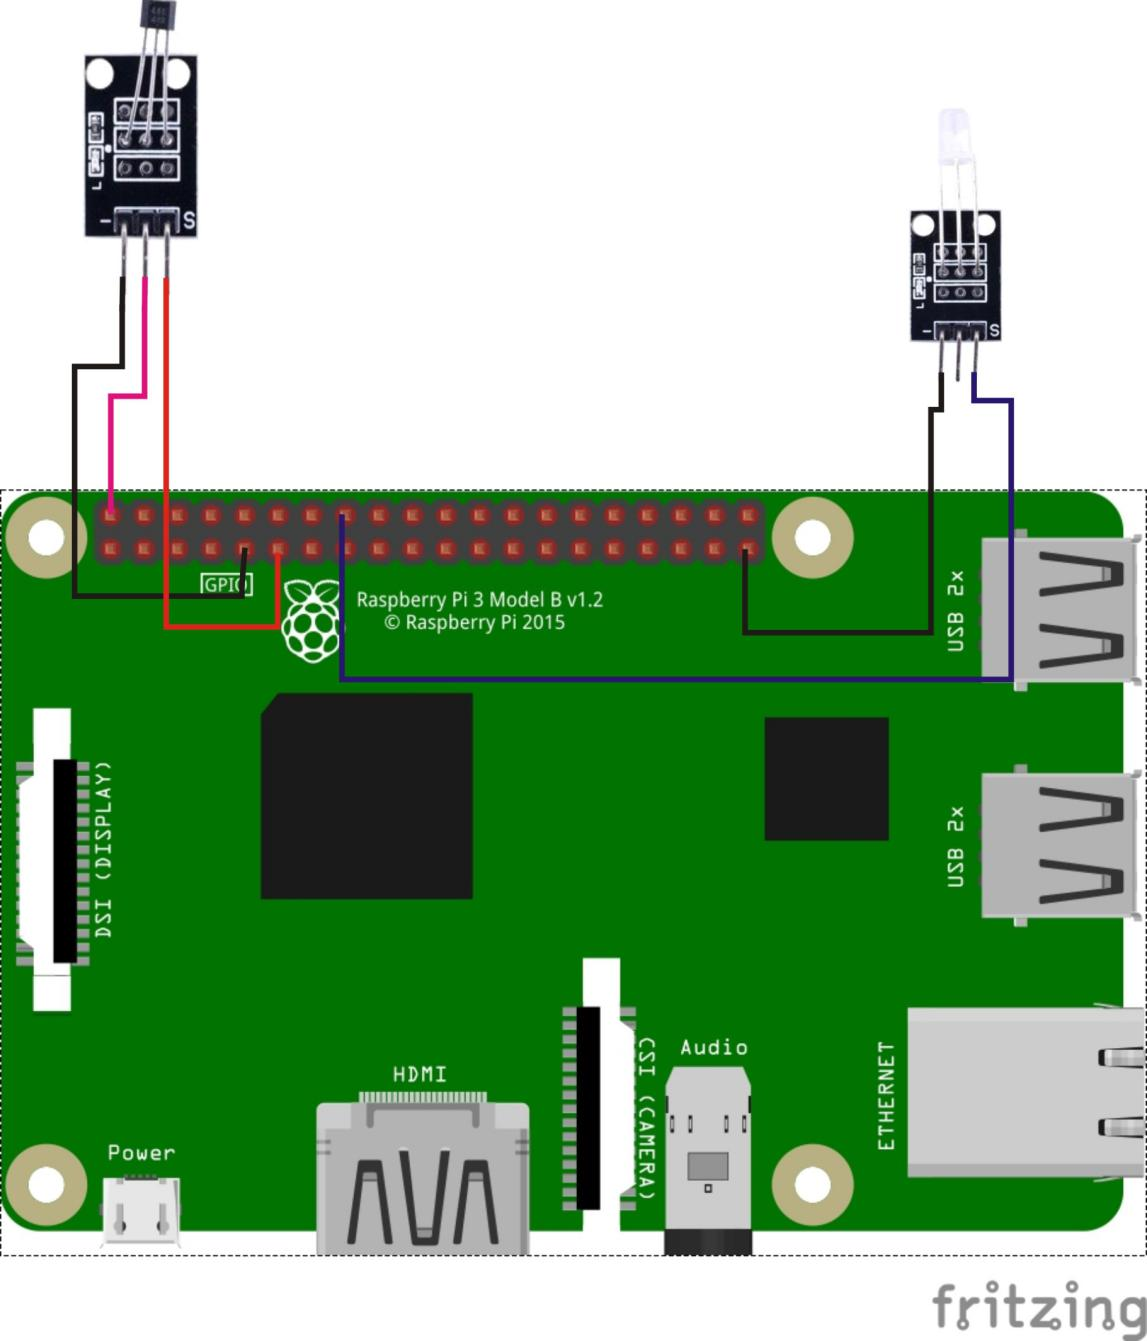 L
- S
L
- S
GPIO
Raspberry Pi 3 Model B v1.2
© Raspberry Pi 2015
USB 2x
DSI (DISPLAY)
USB 2x
HDMI
CSI (CAMERA)
Audio
ETHERNET
Power
fritzing